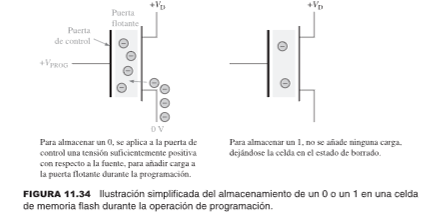 +V_D
+V_D
Puerta
flotante
Puerta
de control
+V_PROG
0 V
Para almacenar un 0, se aplica a la puerta de
control una tensión suficientemente positiva
con respecto a la fuente, para añadir carga a
la puerta flotante durante la programación.
Para almacenar un 1, no se añade ninguna carga,
dejándose la celda en el estado de borrado.
FIGURA 11.34 Ilustración simplificada del almacenamiento de un 0 o un 1 en una celda
de memoria flash durante la operación de programación.